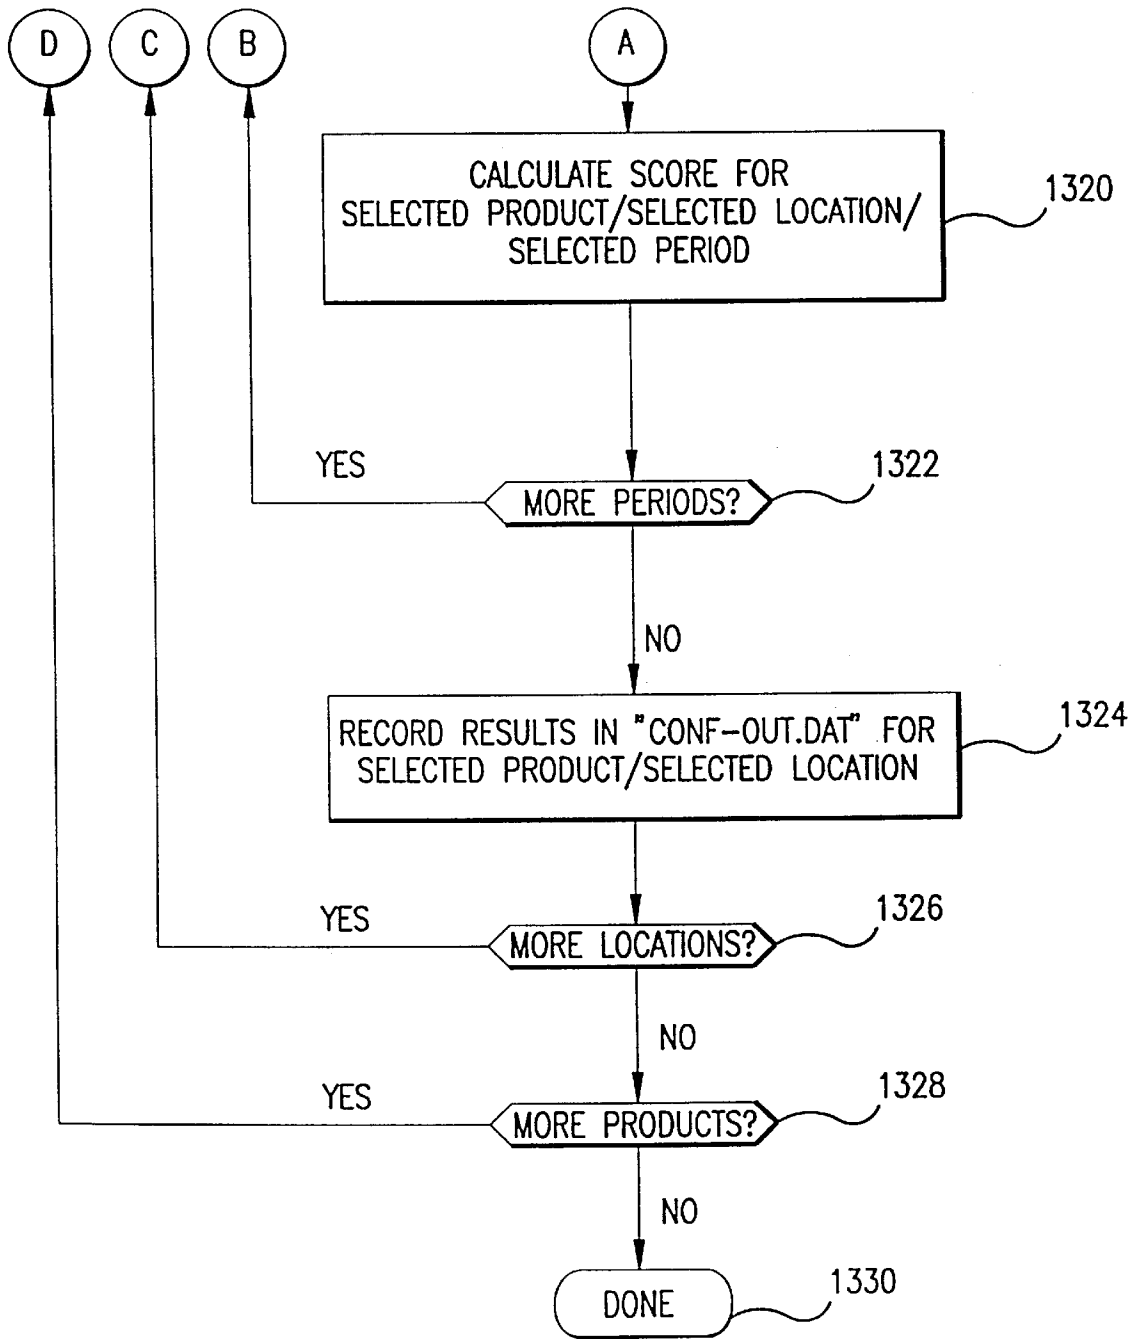 D
C
B
A
CALCULATE SCORE FOR
SELECTED PRODUCT/SELECTED LOCATION/
SELECTED PERIOD
1320
YES
MORE PERIODS?
1322
NO
RECORD RESULTS IN "CONF-OUT.DAT" FOR
SELECTED PRODUCT/SELECTED LOCATION
1324
YES
MORE LOCATIONS?
1326
NO
YES
MORE PRODUCTS?
1328
NO
DONE
1330